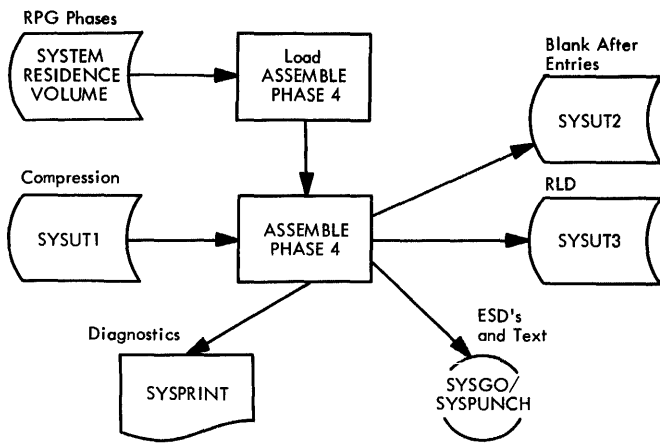 RPG Phases
SYSTEM
RESIDENCE
VOLUME
Load
ASSEMBLE
PHASE 4
Blank After
Entries
SYSUT2
Compression
SYSUT1
ASSEMBLE
PHASE 4
RLD
SYSUT3
Diagnostics
SYSPRINT
ESD's
and Text
SYSGO/
SYSPUNCH